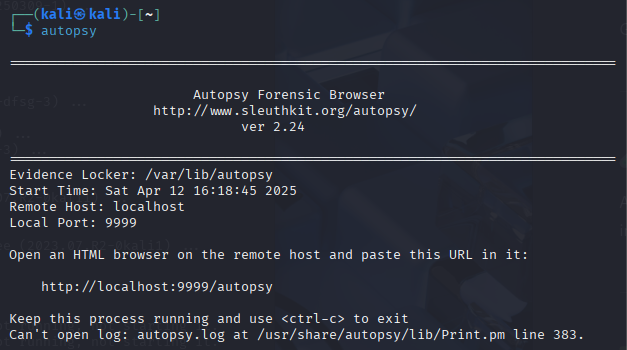 ┌──(kali㉿kali)-[~]
└─$ autopsy
============================================================================
Autopsy Forensic Browser
http://www.sleuthkit.org/autopsy/
ver 2.24
============================================================================
Evidence Locker: /var/lib/autopsy
Start Time: Sat Apr 12 16:18:45 2025
Remote Host: localhost
Local Port: 9999
Open an HTML browser on the remote host and paste this URL in it:
http://localhost:9999/autopsy
Keep this process running and use <ctrl-c> to exit
Can't open log: autopsy.log at /usr/share/autopsy/lib/Print.pm line 383.